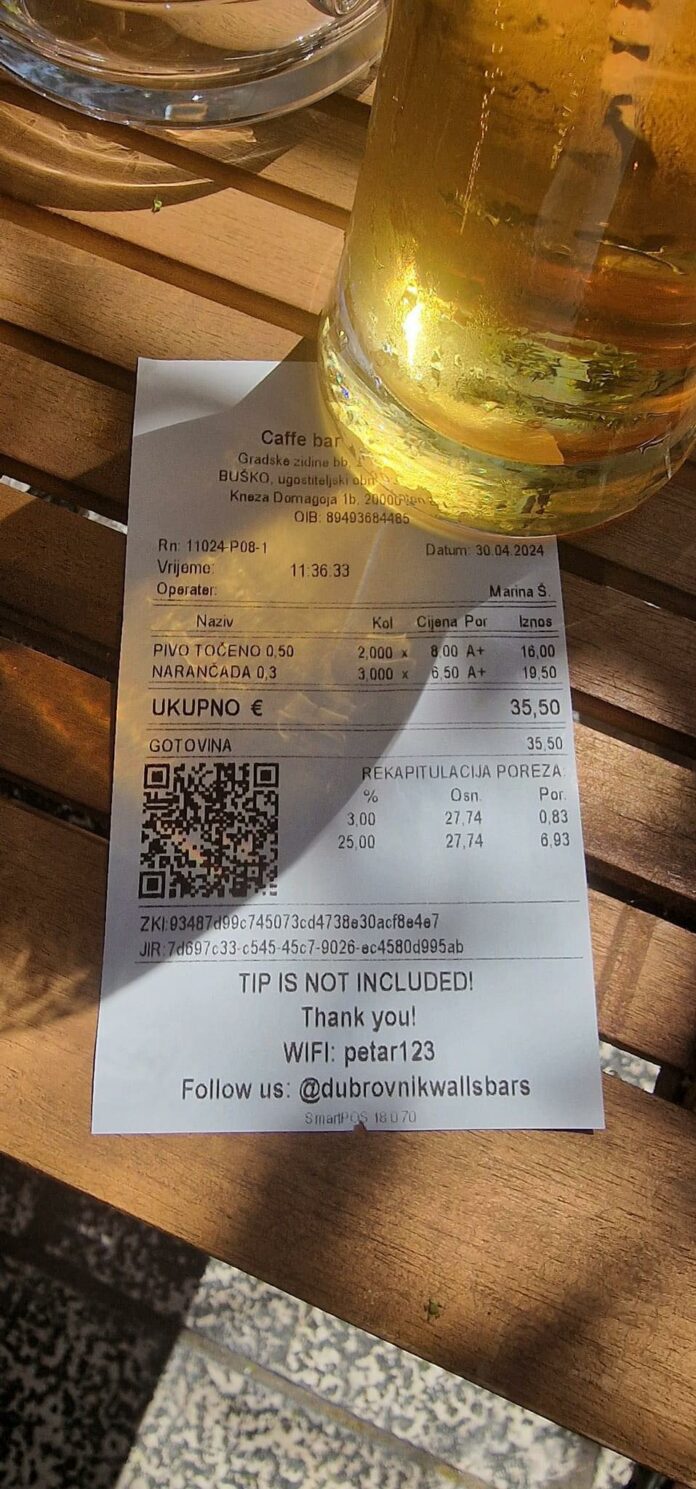 Caffe bar
Gradske zidine bb,
BUŠKO, ugostiteljski obrt
Kneza Domagoja 1b, 20000
OIB: 89493684485
Rn: 11024-P08-1 Datum: 30.04.2024
Vrijeme: 11:36:33
Operater: Marina Š.
Naziv Kol Cijena Por Iznos
PIVO TOČENO 0,50 2,000 x 8,00 A+ 16,00
NARANČADA 0,3 3,000 x 6,50 A+ 19,50
UKUPNO € 35,50
GOTOVINA 35,50
REKAPITULACIJA POREZA:
% Osn. Por.
3,00 27,74 0,83
25,00 27,74 6,93
ZKI:93487d99c745073cd4738e30acf8e4e7
JIR:7d697c33-c545-45c7-9026-ec4580d995ab
TIP IS NOT INCLUDED!
Thank you!
WIFI: petar123
Follow us: @dubrovnikwallsbars
SmartPOS 18.0.70